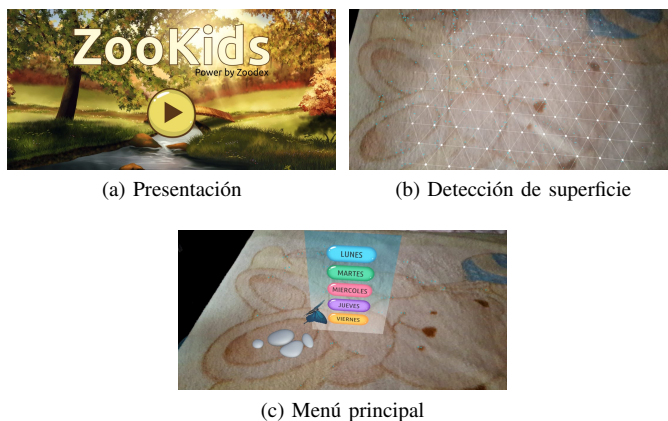 ZooKids
Power by Zoodex
(a) Presentación
(b) Detección de superficie
LUNES
MARTES
MIERCOLES
JUEVES
VIERNES
(c) Menú principal